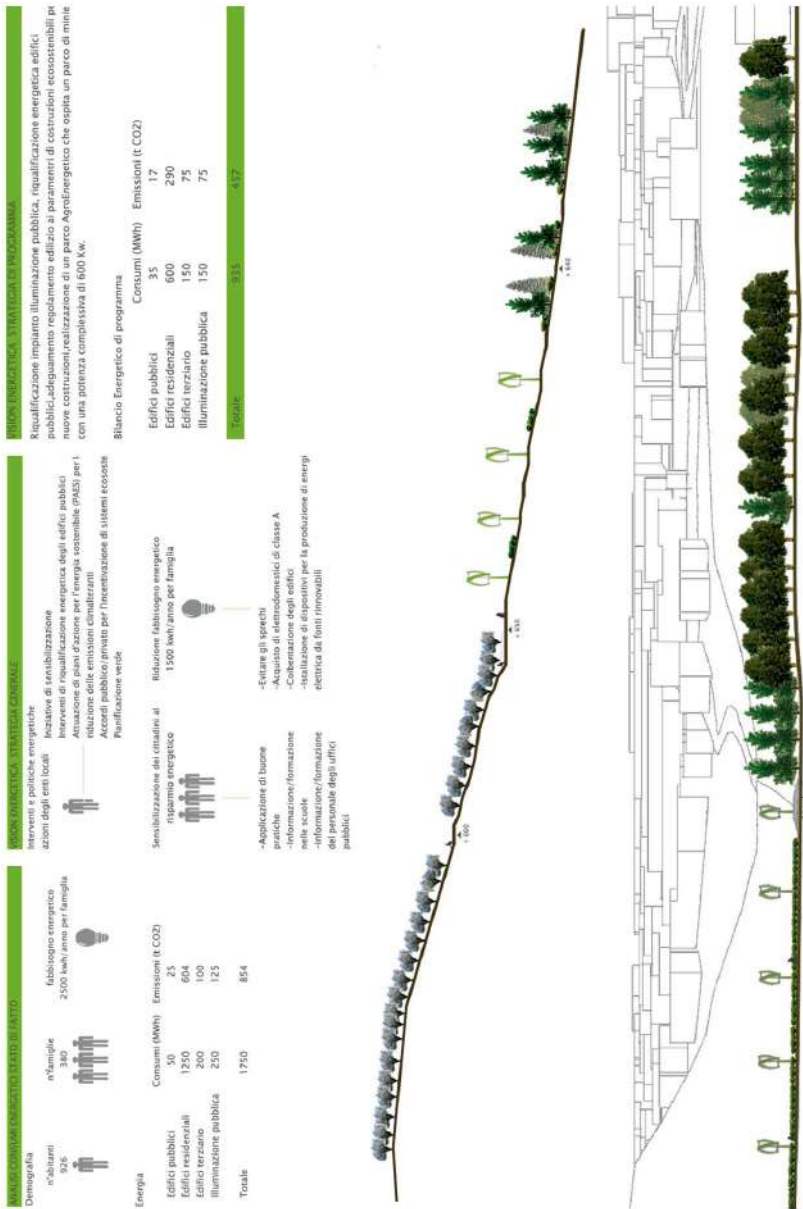 ANALISI CONSUMI ENERGETICI STATO DI FATTO
Demografia
n°abitanti
926
n°famiglie
380
fabbisogno energetico
2500 kwh/anno per famiglia
Energia
Consumi (MWh) Emissioni (t CO2)
Edifici pubblici 50 25
Edifici residenziali 1250 604
Edifici terziario 200 100
Illuminazione pubblica 250 125
Totale 1750 854
VISION ENERGETICA STRATEGIA GENERALE
Interventi e politiche energetiche
azioni degli enti locali
Iniziative di sensibilizzazione
Interventi di riqualificazione energetica degli edifici pubblici
Attuazione di piani d'azione per l'energia sostenibile (PAES) per l
riduzione delle emissioni climalteranti
Accordi pubblico/privato per l'incentivazione di sistemi ecososte
Pianificazione verde
Sensibilizzazione dei cittadini al
risparmio energetico
-Applicazione di buone
pratiche
-Informazione/formazione
nelle scuole
-Informazione/formazione
del personale degli uffici
pubblici
Riduzione fabbisogno energetico
1500 kwh/anno per famiglia
-Evitare gli sprechi
-Acquisto di elettrodomestici di classe A
-Coibentazione degli edifici
-Istallazione di dispositivi per la produzione di energi
elettrica da fonti rinnovabili
VISION ENERGETICA STRATEGIA DI PROGRAMMA
Riqualificazione impianto illuminazione pubblica, riqualificazione energetica edifici
pubblici,adeguamento regolamento edilizio ai paramentri di costruzioni ecosostenibili pe
nuove costruzioni,realizzazione di un parco AgroEnergetico che ospita un parco di minie
con una potenza complessiva di 600 Kw.
Bilancio Energetico di programma
Consumi (MWh) Emissioni (t CO2)
Edifici pubblici 35 17
Edifici residenziali 600 290
Edifici terziario 150 75
Illuminazione pubblica 150 75
Totale 935 457
+ 660
+ 650
+ 640